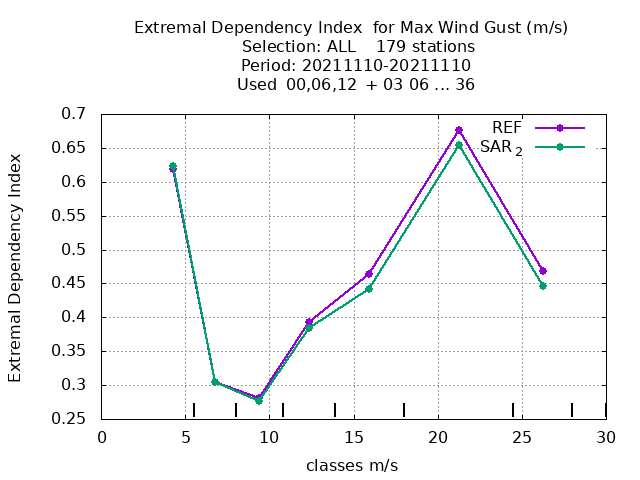 Extremal Dependency Index  for Max Wind Gust (m/s)
Selection: ALL    179 stations
Period: 20211110-20211110
Used  00,06,12  + 03 06 ... 36
REF
SAR 2
Extremal Dependency Index
0.7
0.65
0.6
0.55
0.5
0.45
0.4
0.35
0.3
0.25
0 5 10 15 20 25 30
classes m/s